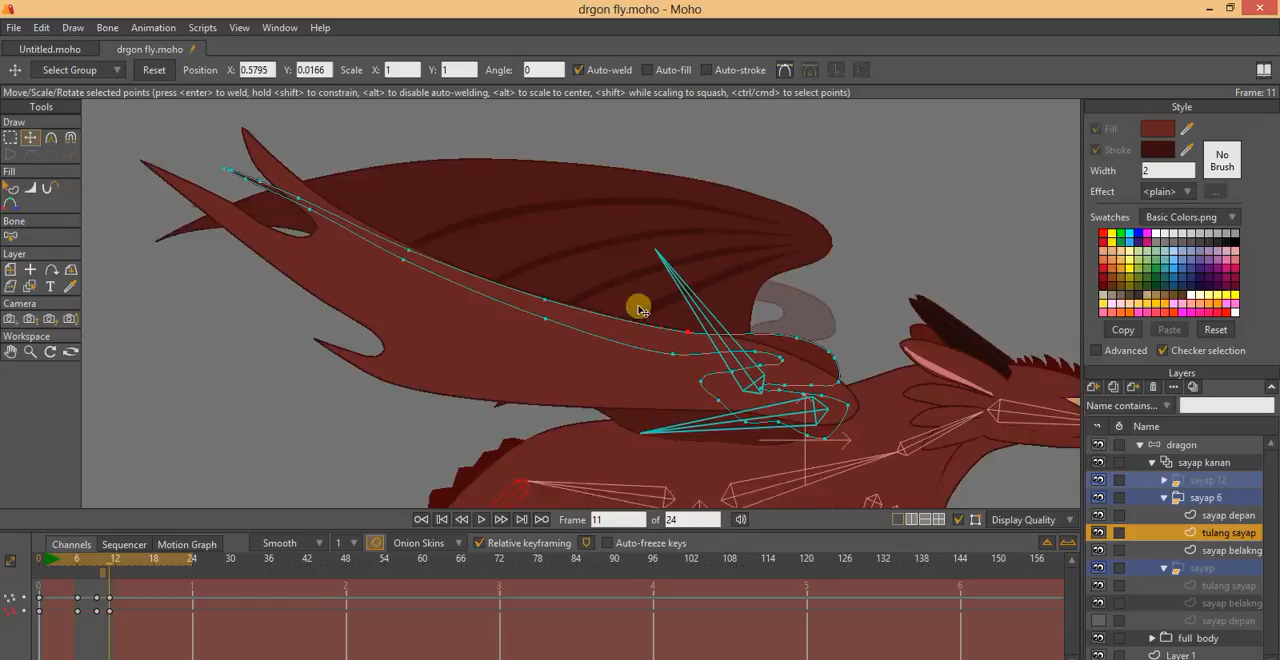 drgon fly.moho - Moho
File Edit Draw Bone Animation Scripts View Window Help
Untitled.moho drgon fly.moho
Select Group Reset Position X: 0.5795 Y: 0.0166 Scale X: 1 Y: 1 Angle: 0 Auto-weld Auto-fill Auto-stroke
Move/Scale/Rotate selected points (press <enter> to weld, hold <shift> to constrain, <alt> to disable auto-welding, <alt> to scale to center, <shift> while scaling to squash, <ctrl/cmd> to select points) Frame: 11
Tools
Draw
Fill
Bone
Layer
Camera
Workspace
Style
Fill
Stroke
No Brush
Width 2
Effect <plain> ...
Swatches Basic Colors.png
Copy Paste Reset
Advanced Checker selection
Layers
Name contains...
Name
dragon
sayap kanan
sayap 12
sayap 6
sayap depan
tulang sayap
sayap belakng
sayap
tulang sayap
sayap belakng
sayap depan
full body
Layer 1
Frame 11 of 24 Display Quality
Channels Sequencer Motion Graph Smooth 1 Onion Skins Relative keyframing Auto-freeze keys
0 6 12 18 24 30 36 42 48 54 60 66 72 78 84 90 96 102 108 114 120 126 132 138 144 150 156
0 1 2 3 4 5 6